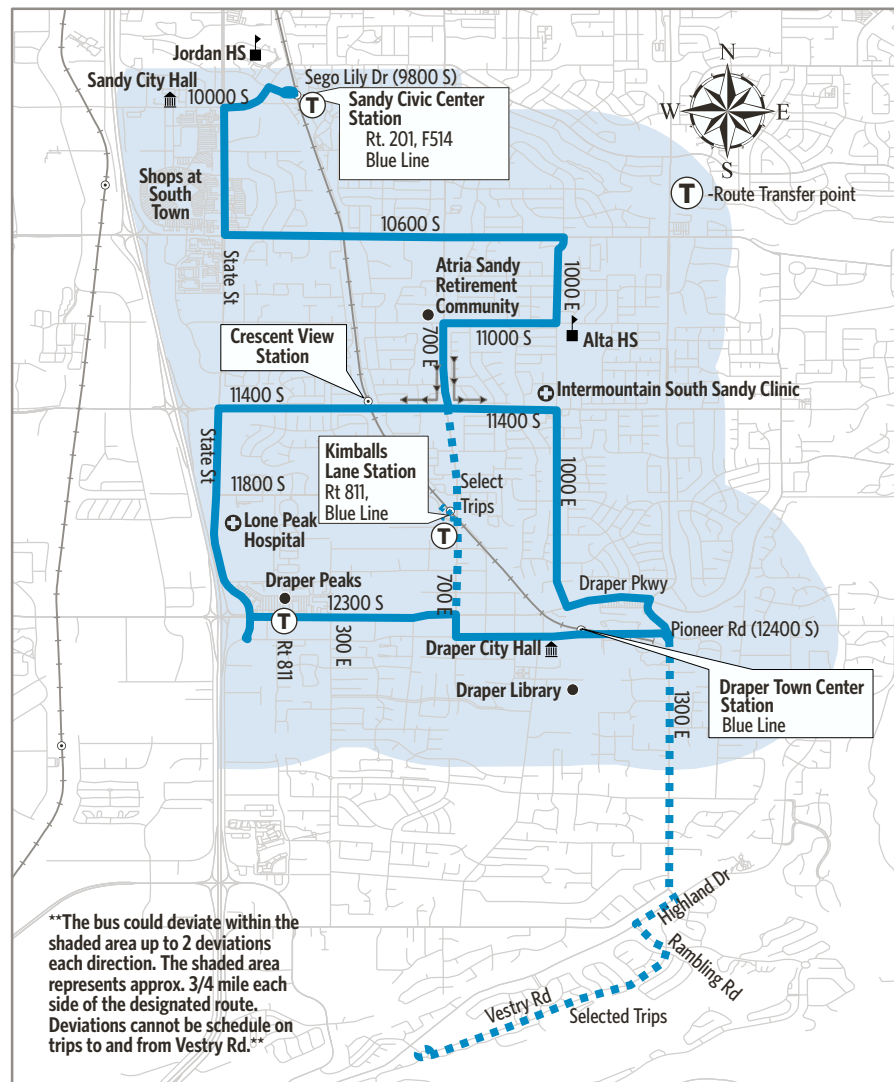 Jordan HS
Sandy City Hall
10000 S
Sego Lily Dr (9800 S)
T
Sandy Civic Center
Station
Rt. 201, F514
Blue Line
N
W
E
S
T
-Route Transfer point
Shops at
South
Town
State St
10600 S
1000 E
Atria Sandy
Retirement
Community
700 E
11000 S
Alta HS
Crescent View
Station
Intermountain South Sandy Clinic
11400 S
11400 S
State St
Kimballs
Lane Station
Rt 811,
Blue Line
T
Select
Trips
1000 E
11800 S
Lone Peak
Hospital
Draper Peaks
12300 S
T
Rt 811
300 E
700 E
Draper Pkwy
Pioneer Rd (12400 S)
Draper City Hall
Draper Library
Draper Town Center
Station
Blue Line
1300 E
Highland Dr
Rambling Rd
Vestry Rd
Selected Trips
**The bus could deviate within the
shaded area up to 2 deviations
each direction. The shaded area
represents approx. 3/4 mile each
side of the designated route.
Deviations cannot be schedule on
trips to and from Vestry Rd.**